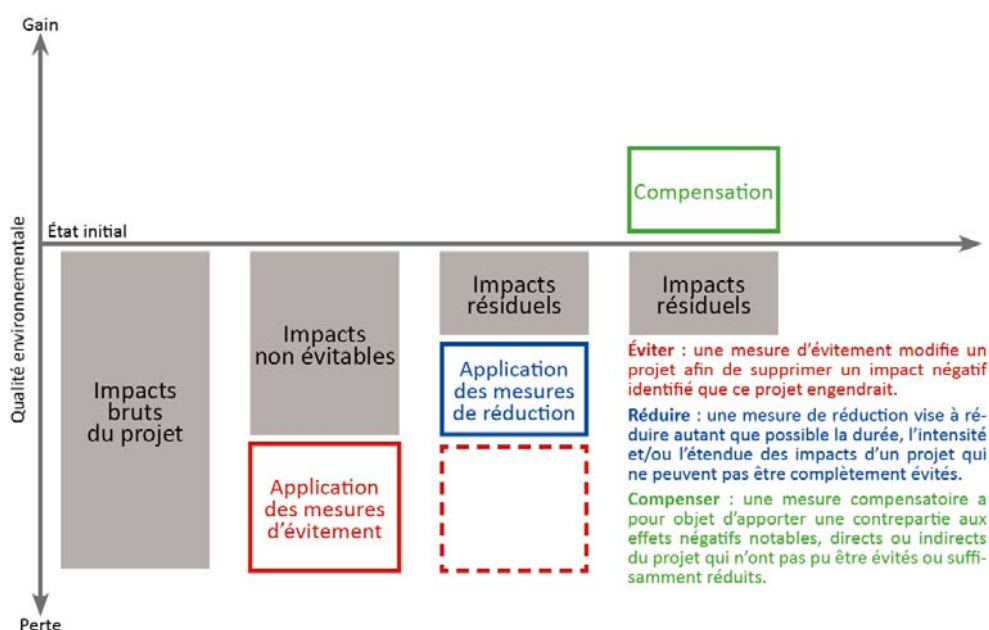 Gain
Qualité environnementale
État initial
Perte
Impacts
bruts
du projet
Impacts
non évitables
Application
des mesures
d'évitement
Impacts
résiduels
Application
des mesures
de réduction
Compensation
Impacts
résiduels
Éviter : une mesure d'évitement modifie un
projet afin de supprimer un impact négatif
identifié que ce projet engendrait.
Réduire : une mesure de réduction vise à ré-
duire autant que possible la durée, l'intensité
et/ou l'étendue des impacts d'un projet qui
ne peuvent pas être complètement évités.
Compenser : une mesure compensatoire a
pour objet d'apporter une contrepartie aux
effets négatifs notables, directs ou indirects
du projet qui n'ont pas pu être évités ou suffi-
samment réduits.